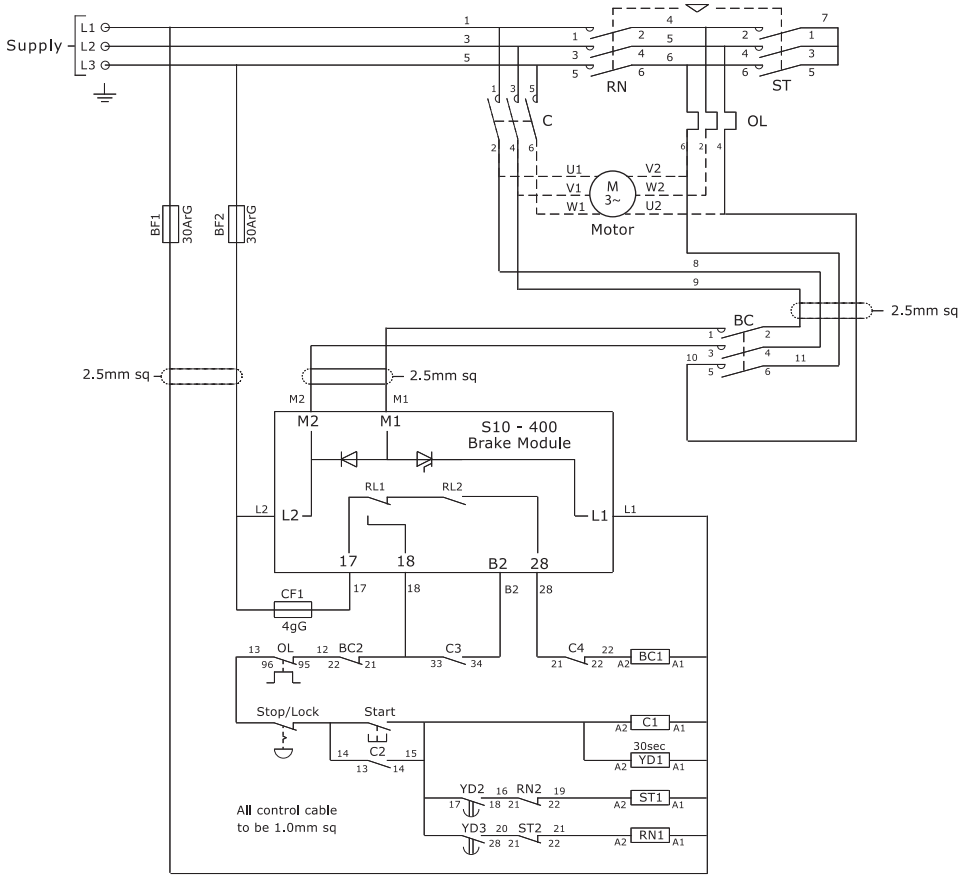 1 4 7
L1 1 2 2 1
Supply L2 3 3 4 5 4 3
L3 5 5 6 6 6 5
RN ST
1 3 5 C OL
2 4 6 6 2 4
U1 M V2
V1 3~ W2
W1 U2
Motor
BF1 30ArG BF2 30ArG
8
9
2.5mm sq
BC
1 2
3 4 11
10 5 6
2.5mm sq 2.5mm sq
M2 M1
M2 M1 S10 - 400
Brake Module
RL1 RL2
L2 L2 L1 L1
17 18 B2 28
17 18 B2 28
CF1
4gG
13 OL 12 BC2 C3 C4 22 BC1
96 95 22 21 33 34 21 22 A2 A1
Stop/Lock Start C1
A2 A1
14 C2 15 30sec
13 14 YD1
A2 A1
YD2 16 RN2 19 ST1
17 18 21 22 A2 A1
YD3 20 ST2 21 RN1
28 21 22 A2 A1
All control cable
to be 1.0mm sq